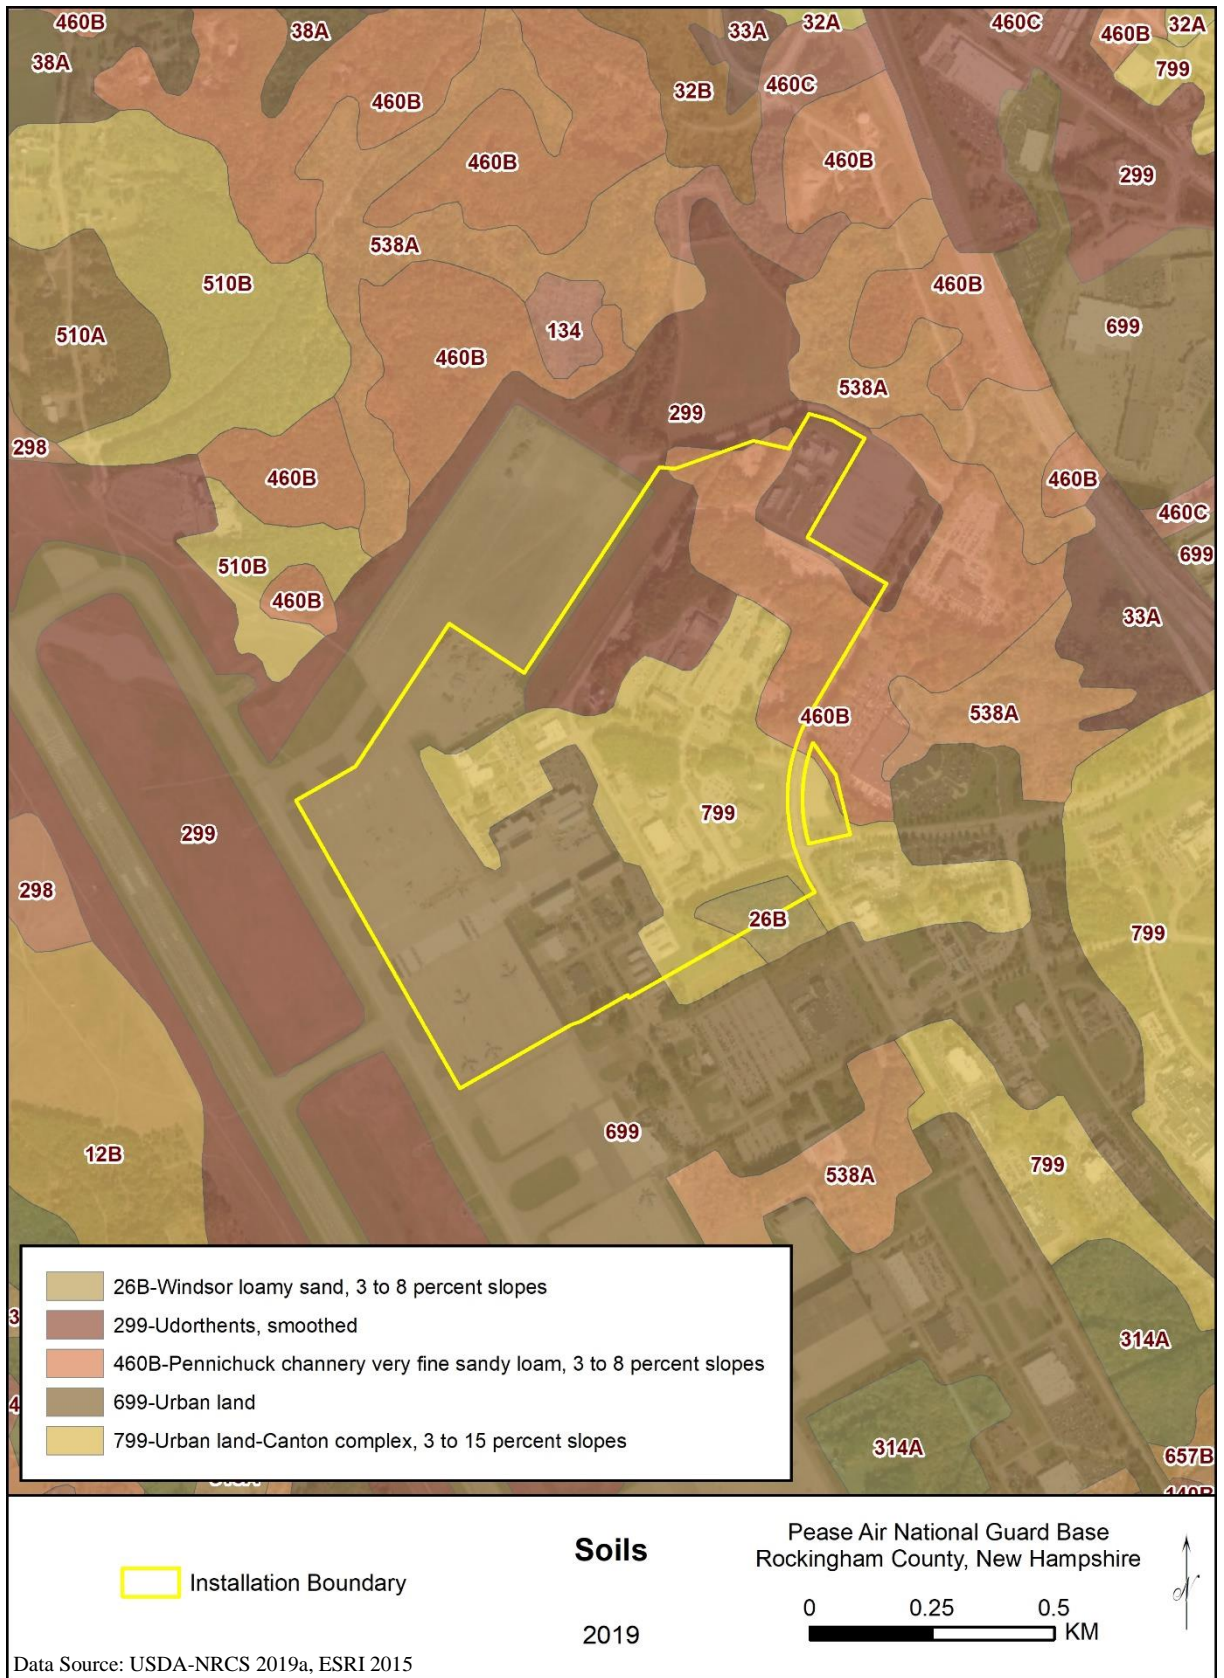 460B
38A
33A
32A
460C
460B
32A
38A
799
460B
32B
460C
460B
460B
299
538A
510B
460B
510A
134
460B
699
538A
299
298
460B
460B
460C
510B
699
460B
33A
460B
538A
799
299
298
26B
799
699
12B
538A
799
314A
314A
657B
26B-Windsor loamy sand, 3 to 8 percent slopes
299-Udorthents, smoothed
460B-Pennichuck channery very fine sandy loam, 3 to 8 percent slopes
699-Urban land
799-Urban land-Canton complex, 3 to 15 percent slopes
Installation Boundary
Soils
2019
Pease Air National Guard Base
Rockingham County, New Hampshire
N
0 0.25 0.5
KM
Data Source: USDA-NRCS 2019a, ESRI 2015